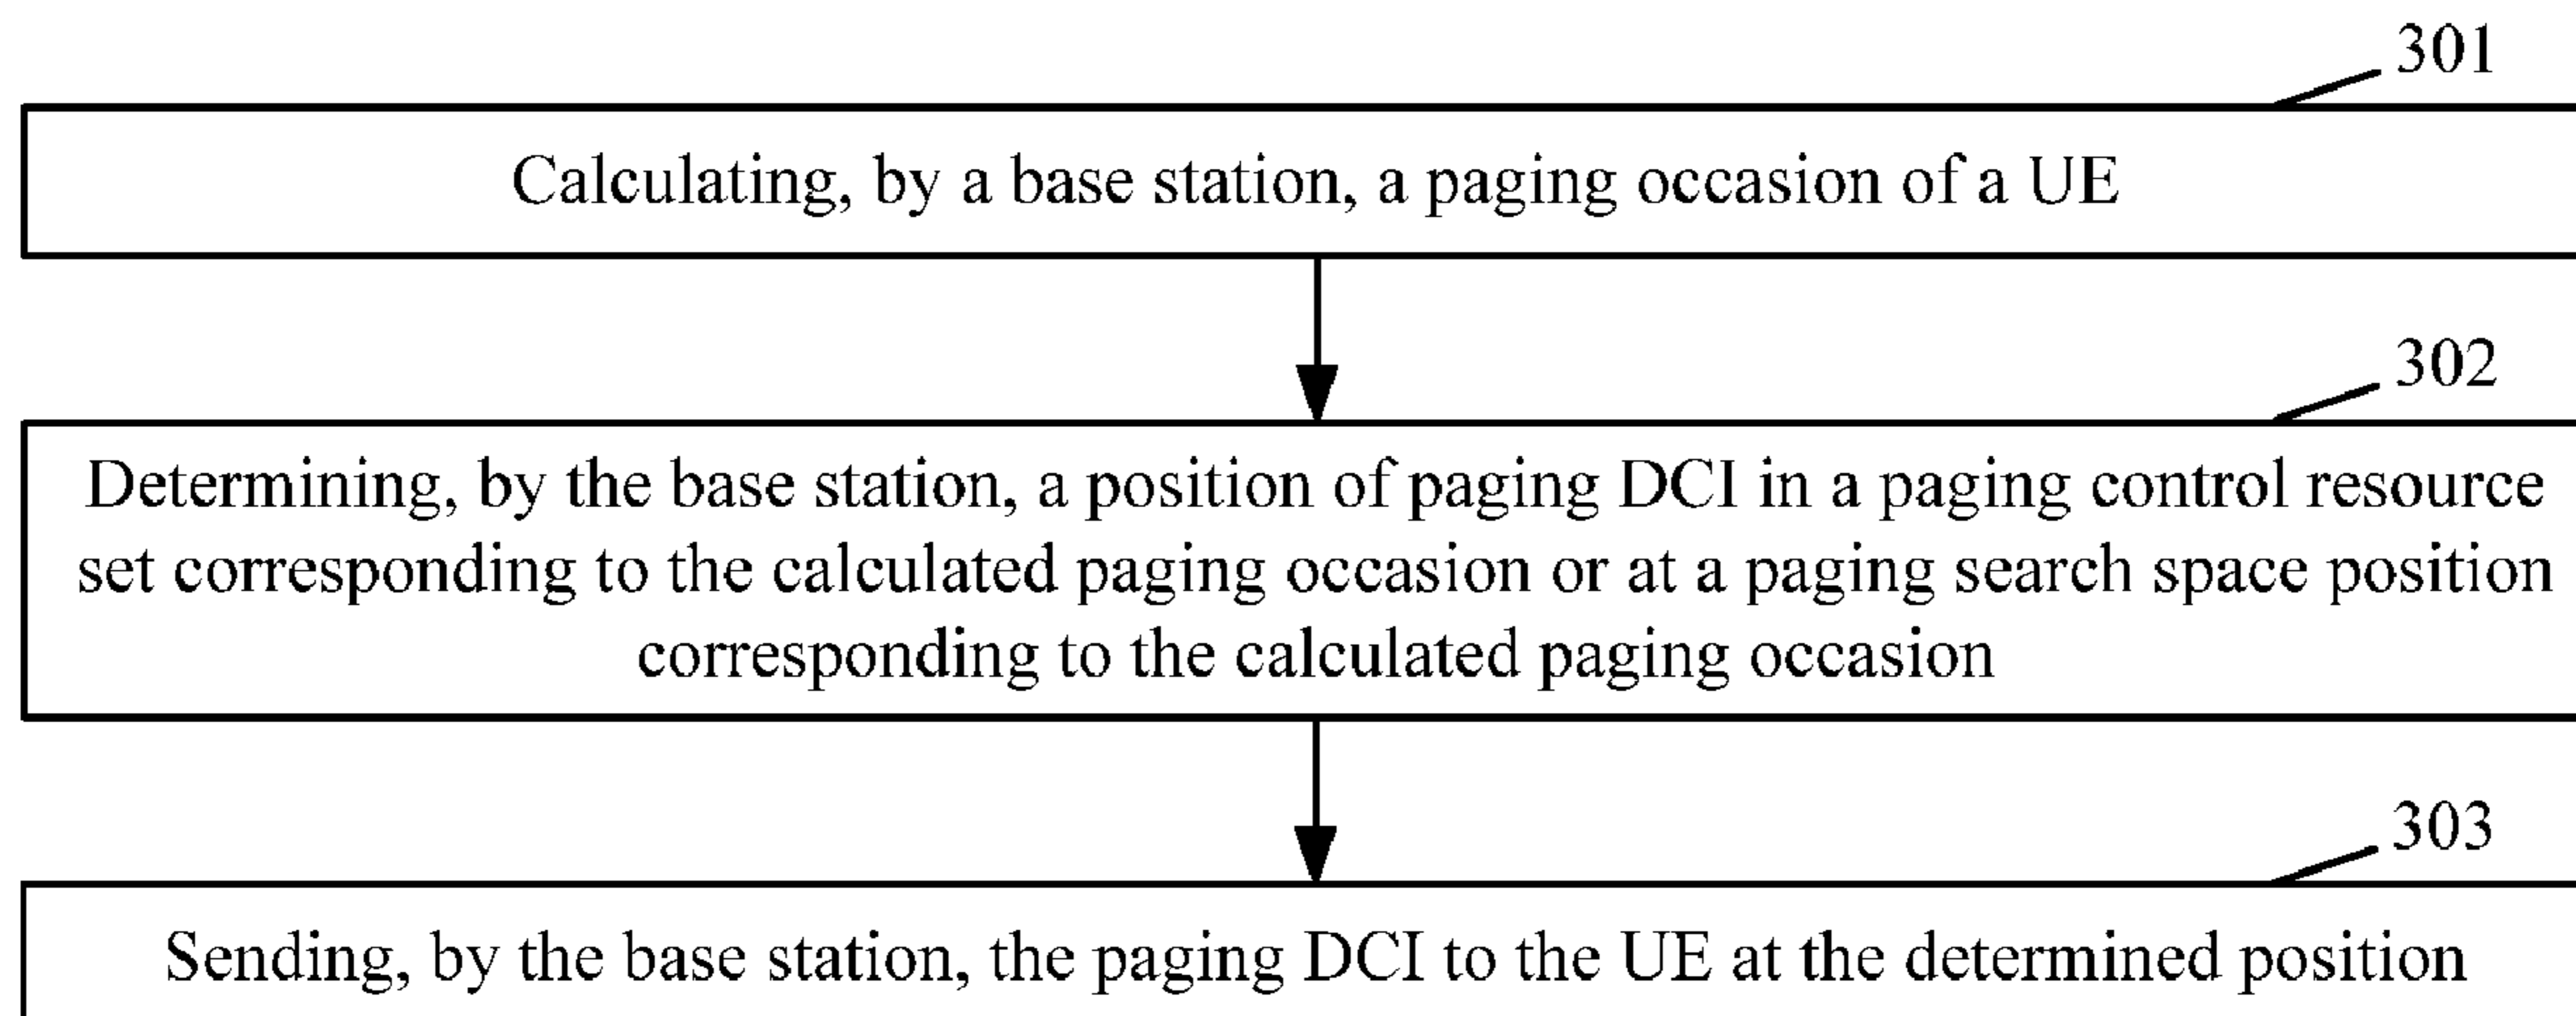 301
Calculating, by a base station, a paging occasion of a UE
302
Determining, by the base station, a position of paging DCI in a paging control resource
set corresponding to the calculated paging occasion or at a paging search space position
corresponding to the calculated paging occasion
303
Sending, by the base station, the paging DCI to the UE at the determined position